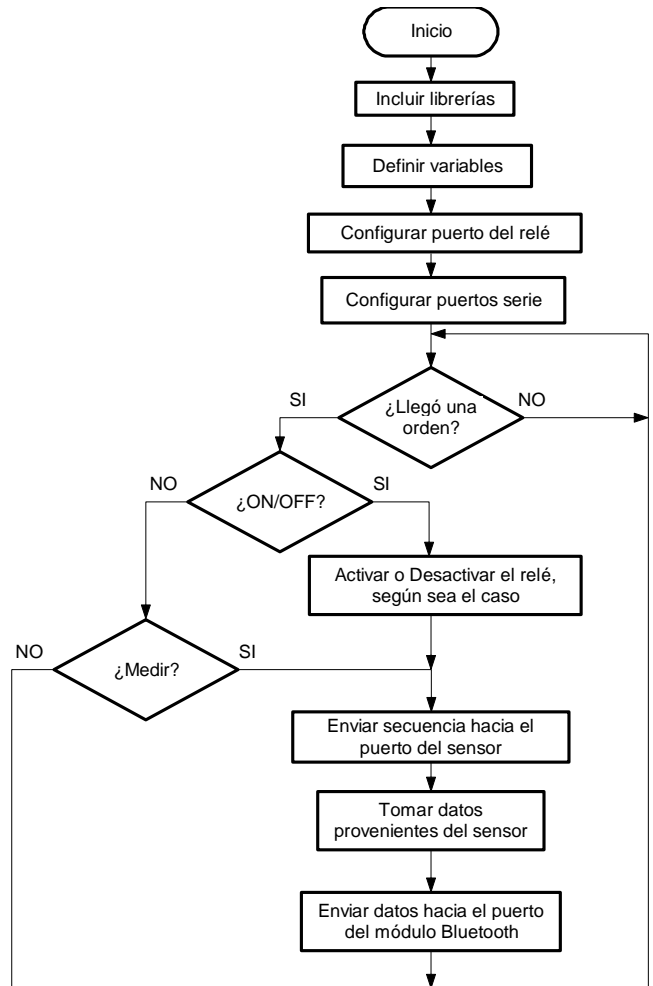 Inicio
Incluir librerías
Definir variables
Configurar puerto del relé
Configurar puertos serie
SI
¿Llegó una
orden?
NO
NO
¿ON/OFF?
SI
Activar o Desactivar el relé,
según sea el caso
NO
¿Medir?
SI
Enviar secuencia hacia el
puerto del sensor
Tomar datos
provenientes del sensor
Enviar datos hacia el puerto
del módulo Bluetooth